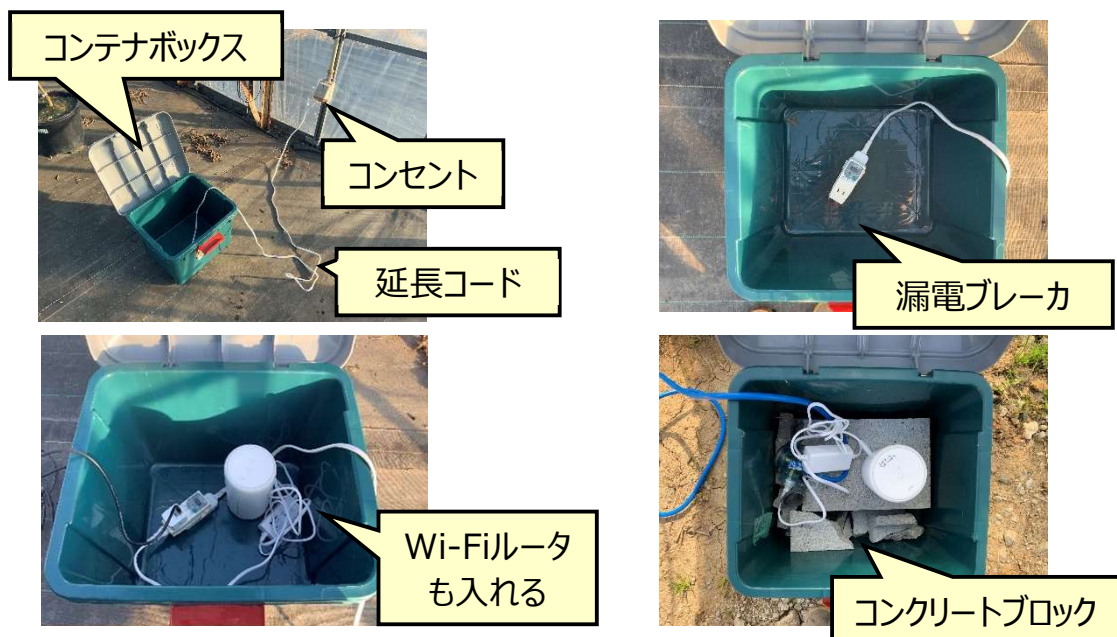 コンテナボックス
コンセント
延長コード
漏電ブレーカ
Wi-Fiルータ
も入れる
コンクリートブロック